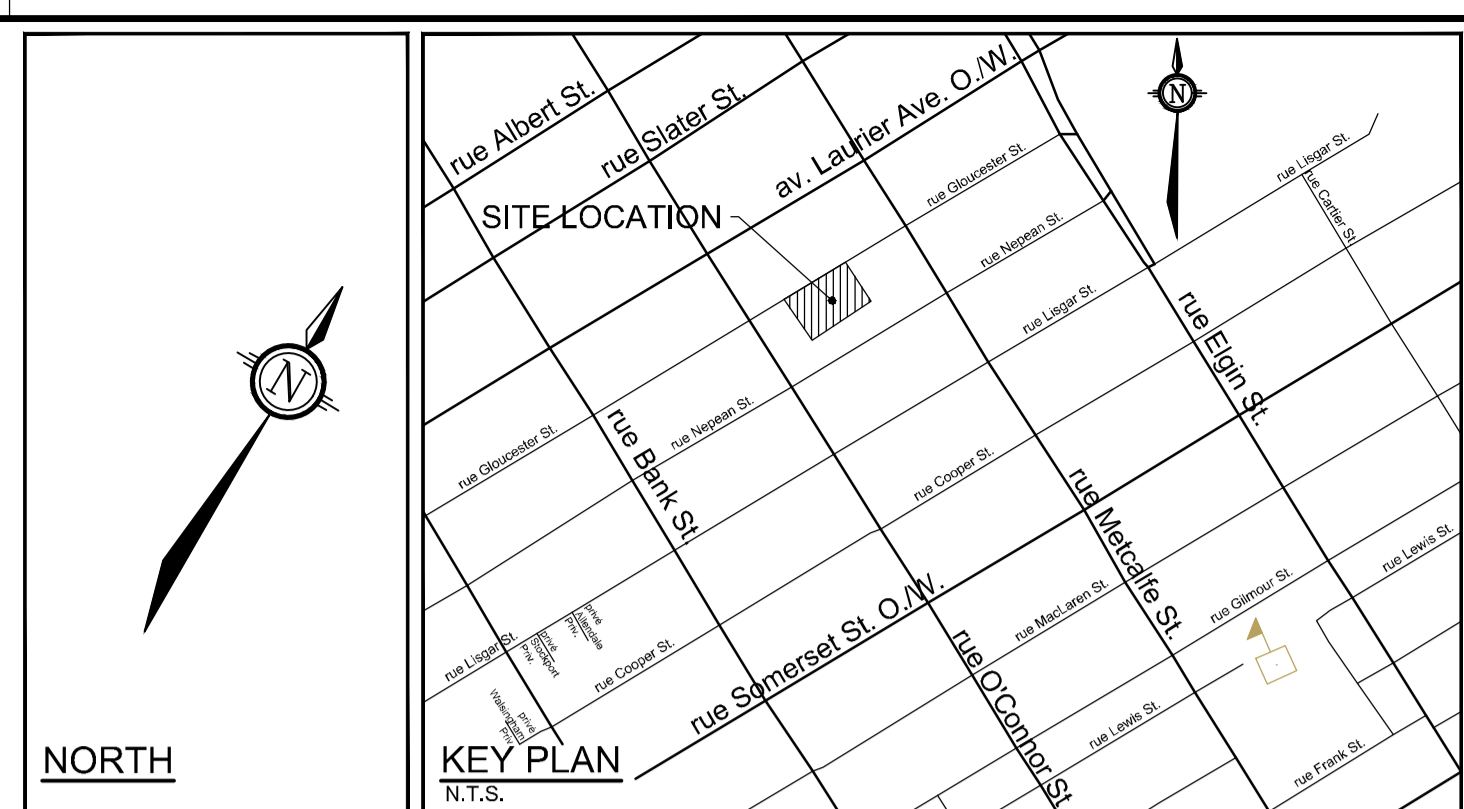 N
NORTH
N
rue Albert St.
rue Slater St.
av. Laurier Ave. O./W.
rue Gloucester St.
rue Lisgar St.
rue Cartier St.
SITE LOCATION
rue Nepean St.
rue Lisgar St.
rue Elgin St.
rue Gloucester St.
rue Bank St.
rue Nepean St.
rue Cooper St.
rue Metcalfe St.
rue Lewis St.
rue Somerset St. O./W.
rue MacLaren St.
rue Gilmour St.
privé
Allendale
Priv.
privé
Stockport
Priv.
rue Lisgar St.
rue Cooper St.
privé
Walsingham
Priv.
rue O'Connor St.
rue Lewis St.
rue Frank St.
KEY PLAN
N.T.S.